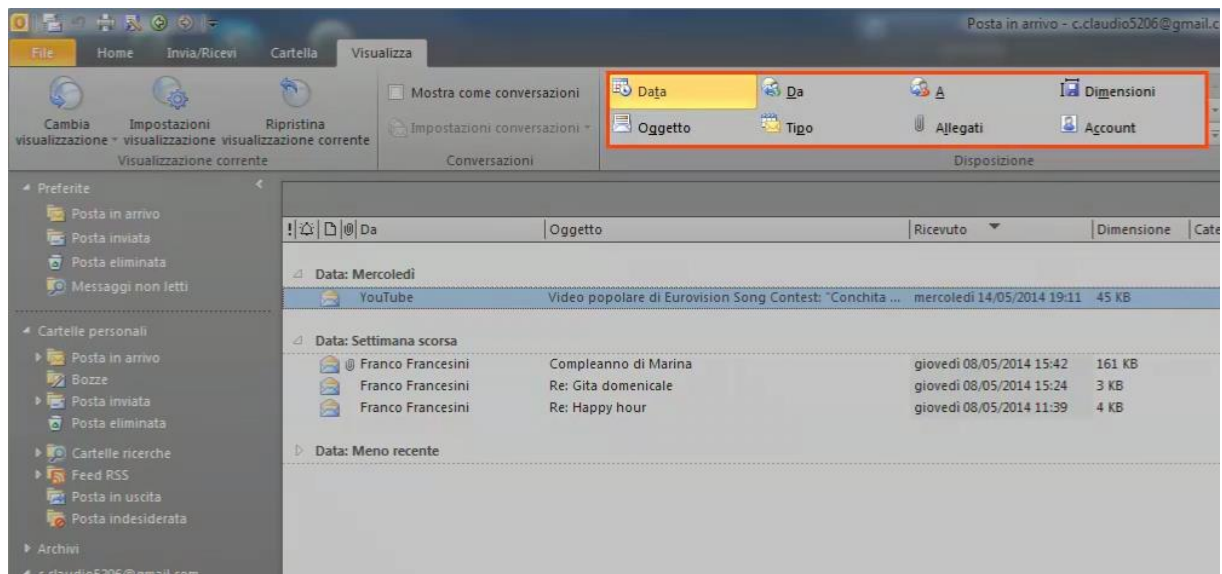 Posta in arrivo - c.claudio5206@gmail.c
File Home Invia/Ricevi Cartella Visualizza
Cambia visualizzazione
Impostazioni visualizzazione
Ripristina visualizzazione corrente
Visualizzazione corrente
Mostra come conversazioni
Impostazioni conversazioni
Conversazioni
Data Da A Dimensioni
Oggetto Tipo Allegati Account
Disposizione
Preferite
Posta in arrivo
Posta inviata
Posta eliminata
Messaggi non letti
Cartelle personali
Posta in arrivo
Bozze
Posta inviata
Posta eliminata
Cartelle ricerche
Feed RSS
Posta in uscita
Posta indesiderata
Archivi
c.claudio5206@gmail.com
! Da Oggetto Ricevuto Dimensione Cate
Data: Mercoledì
YouTube Video popolare di Eurovision Song Contest: "Conchita ... mercoledì 14/05/2014 19:11 45 KB
Data: Settimana scorsa
Franco Francesini Compleanno di Marina giovedì 08/05/2014 15:42 161 KB
Franco Francesini Re: Gita domenicale giovedì 08/05/2014 15:24 3 KB
Franco Francesini Re: Happy hour giovedì 08/05/2014 11:39 4 KB
Data: Meno recente